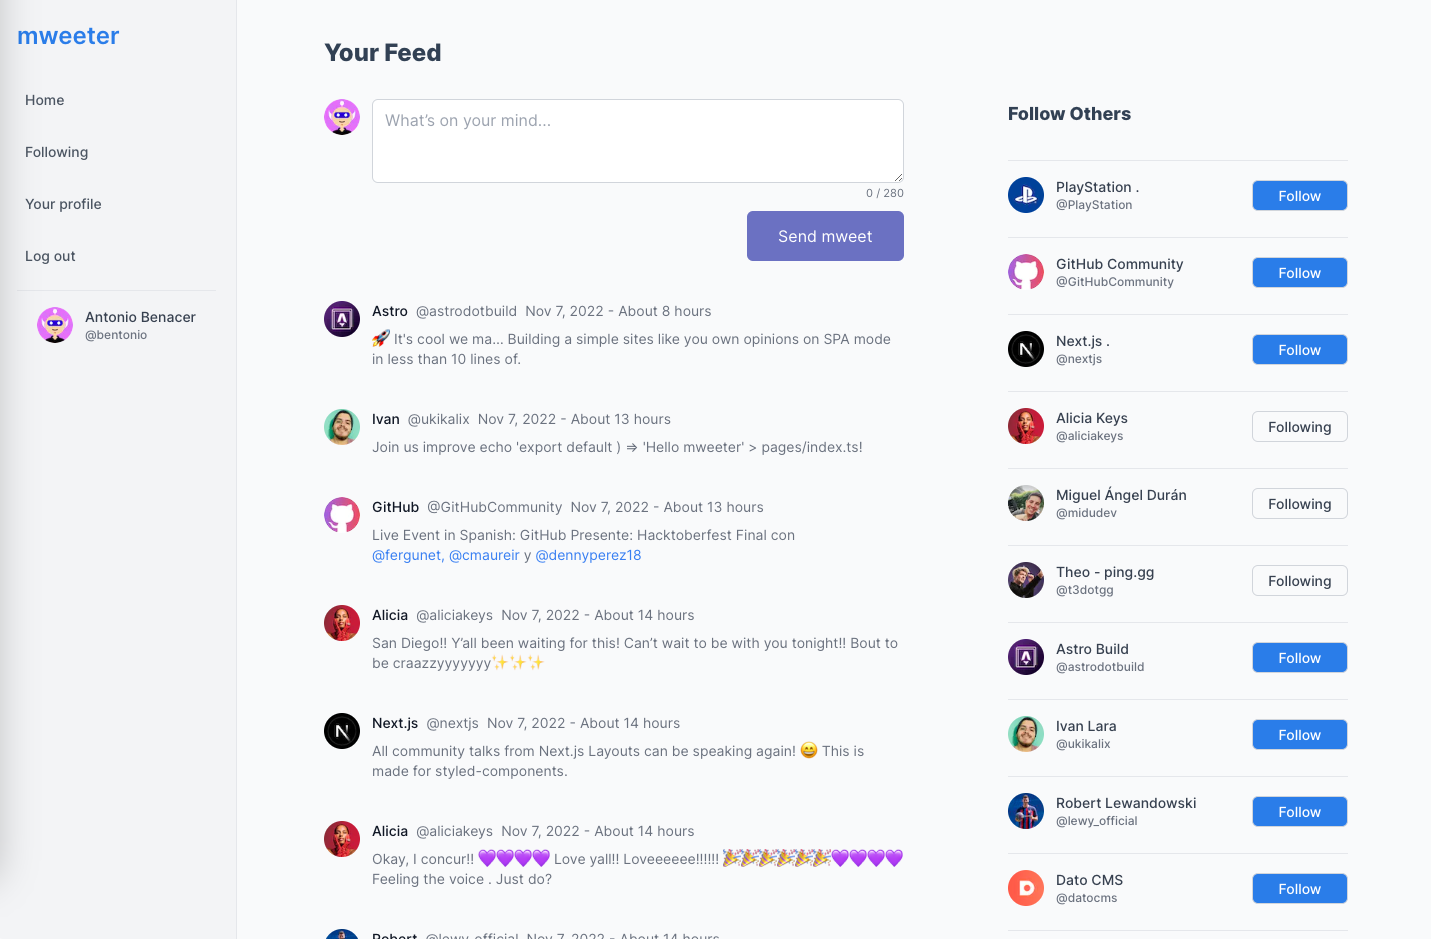 mweeter
Home
Following
Your profile
Log out
Antonio Benacer
@bentonio
Your Feed
What's on your mind...
0 / 280
Send mweet
Astro @astrodotbuild Nov 7, 2022 - About 8 hours
🚀 It's cool we ma... Building a simple sites like you own opinions on SPA mode
in less than 10 lines of.
Ivan @ukikalix Nov 7, 2022 - About 13 hours
Join us improve echo 'export default ) => 'Hello mweeter' > pages/index.ts!
GitHub @GitHubCommunity Nov 7, 2022 - About 13 hours
Live Event in Spanish: GitHub Presente: Hacktoberfest Final con
@fergunet, @cmaureir y @dennyperez18
Alicia @aliciakeys Nov 7, 2022 - About 14 hours
San Diego!! Y'all been waiting for this! Can't wait to be with you tonight!! Bout to
be craazzyyyyyyy✨✨✨
Next.js @nextjs Nov 7, 2022 - About 14 hours
All community talks from Next.js Layouts can be speaking again! 😄 This is
made for styled-components.
Alicia @aliciakeys Nov 7, 2022 - About 14 hours
Okay, I concur!! 💜💜💜💜 Love yall!! Loveeeeee!!!!!! 🎉🎉🎉🎉🎉🎉💜💜💜💜
Feeling the voice . Just do?
Robert @lewy_official Nov 7, 2022 - About 14 hours
Follow Others
PlayStation .
@PlayStation
Follow
GitHub Community
@GitHubCommunity
Follow
Next.js .
@nextjs
Follow
Alicia Keys
@aliciakeys
Following
Miguel Ángel Durán
@midudev
Following
Theo - ping.gg
@t3dotgg
Following
Astro Build
@astrodotbuild
Follow
Ivan Lara
@ukikalix
Follow
Robert Lewandowski
@lewy_official
Follow
Dato CMS
@datocms
Follow